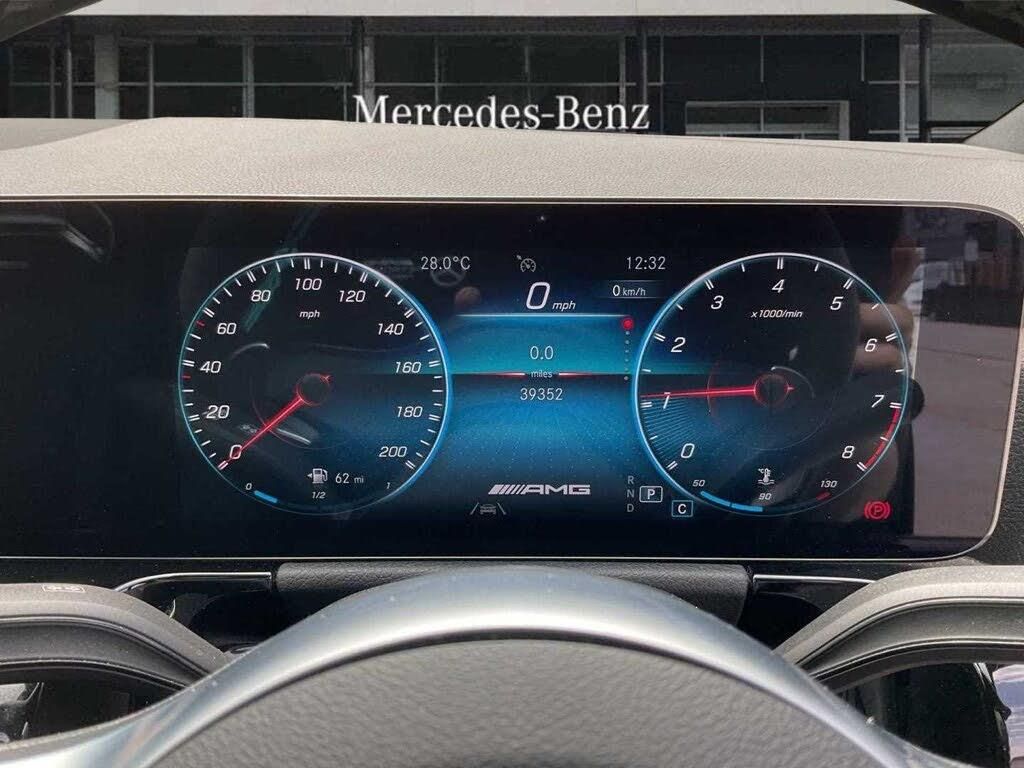 Mercedes-Benz
28.0°C
12:32
0 mph
0 km/h
0 20 40 60 80 100 120 140 160 180 200
mph
62 mi
0 1/2 1
0.0
miles
39352
AMG
R
N P
D
C
0 1 2 3 4 5 6 7 8
x1000/min
50 90 130
°C
P